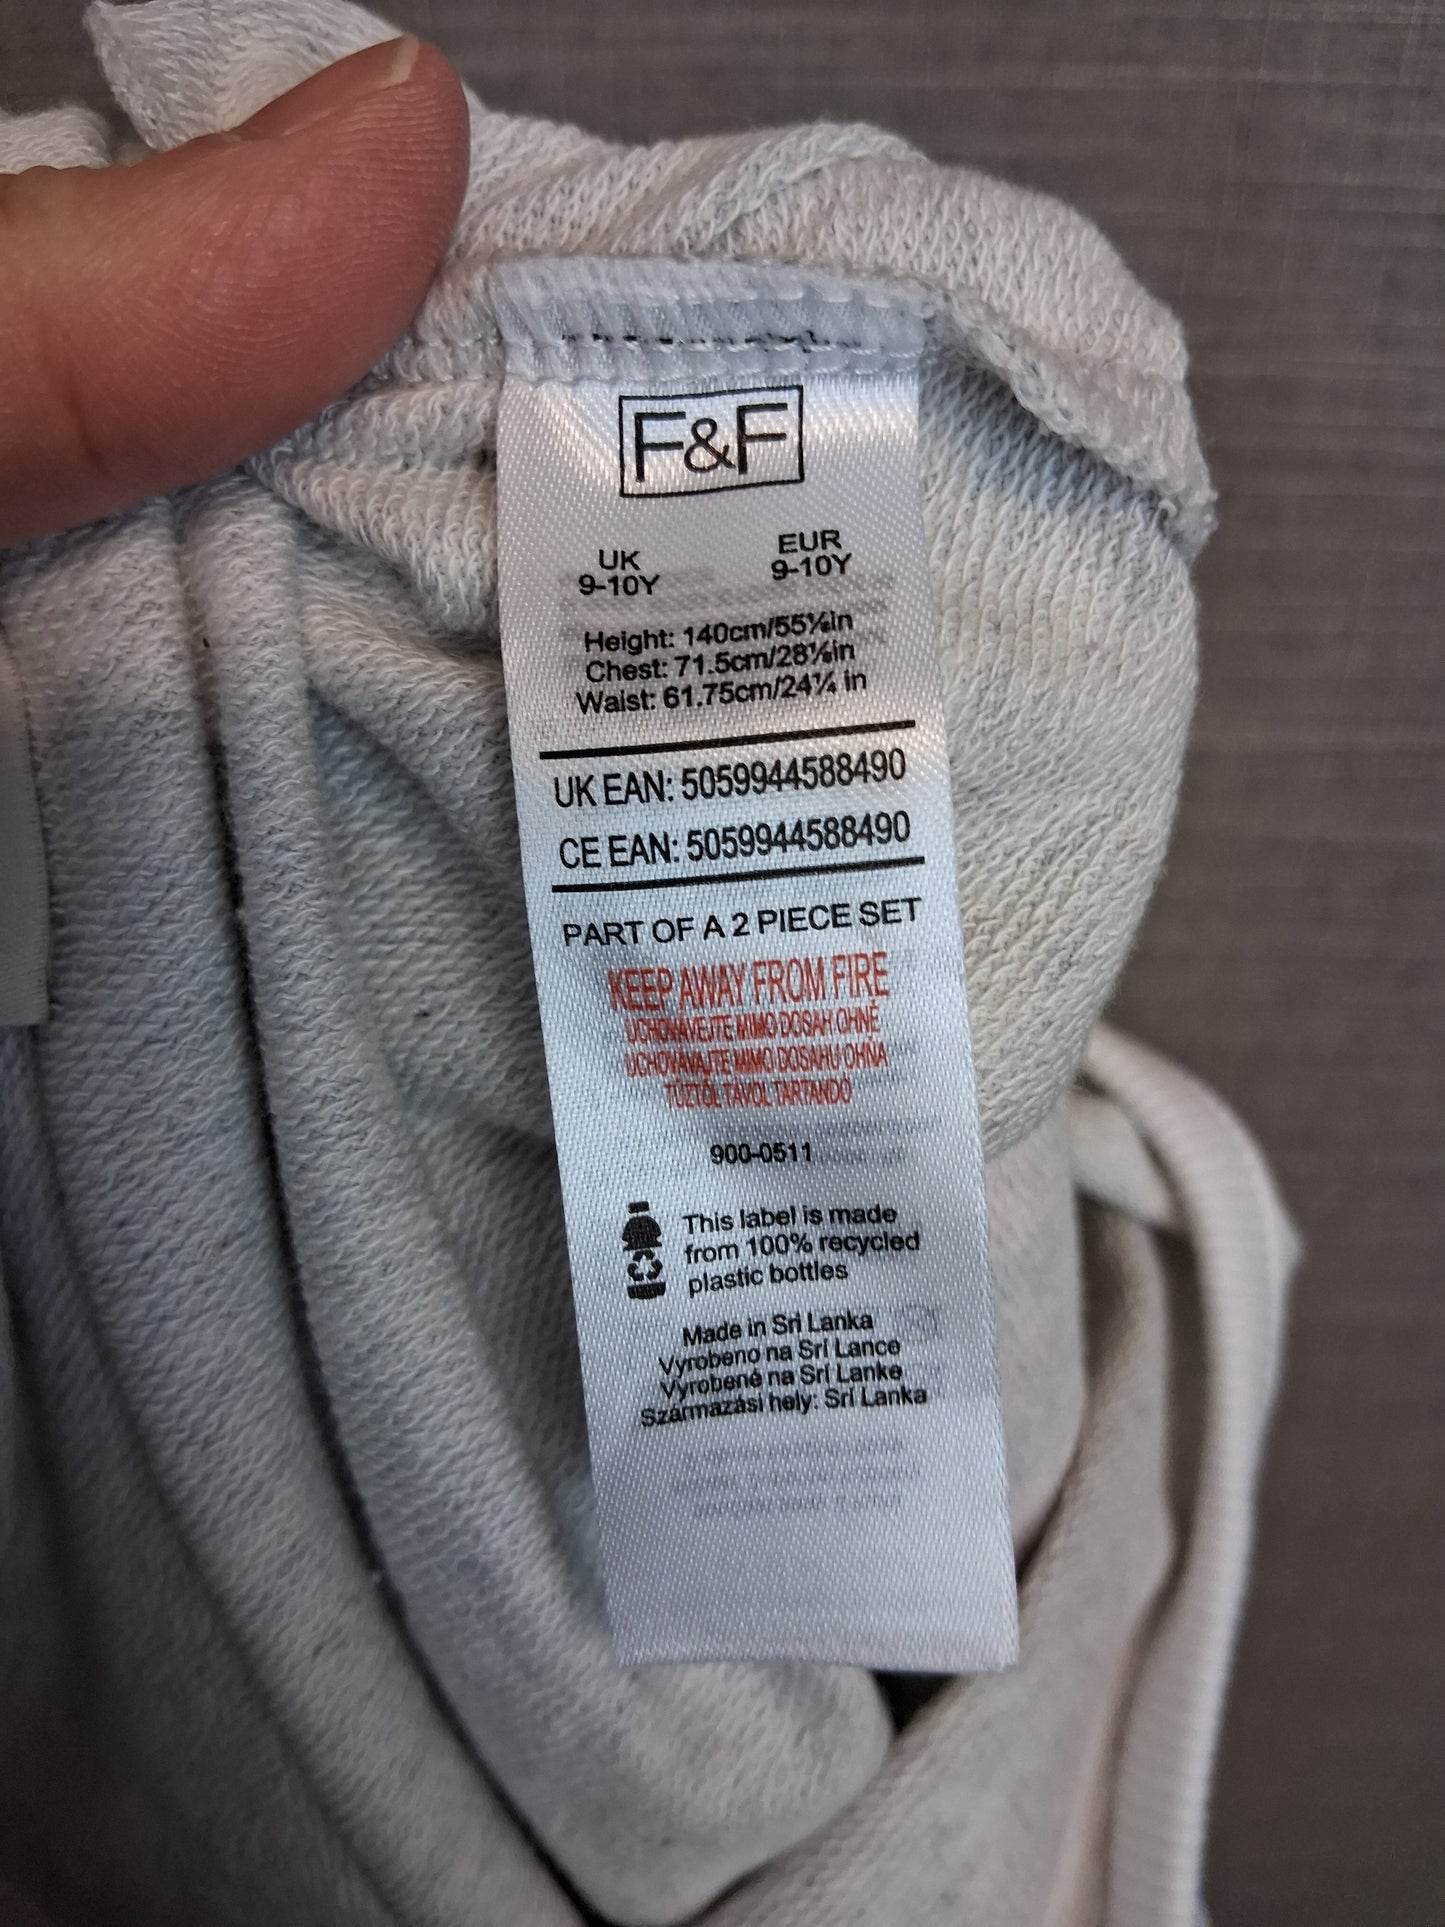 F&F
UK EUR
9-10Y 9-10Y
Height: 140cm/55⅛in
Chest: 71.5cm/28⅛in
Waist: 61.75cm/24¼ in
UK EAN: 5059944588490
CE EAN: 5059944588490
PART OF A 2 PIECE SET
KEEP AWAY FROM FIRE
UCHOVÁVEJTE MIMO DOSAH OHNĚ
UCHOVÁVAJTE MIMO DOSAHU OHŇA
TŰZTŐL TÁVOL TARTANDÓ
900-0511
This label is made
from 100% recycled
plastic bottles
Made in Sri Lanka
Vyrobeno na Srí Lance
Vyrobené na Srí Lanke
Származási hely: Srí Lanka